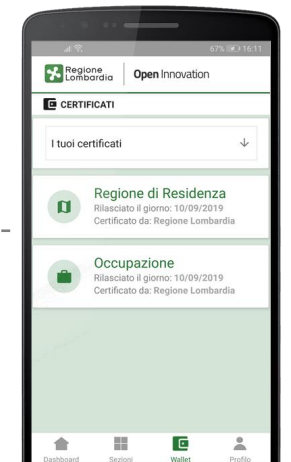 67% 16:11
Regione Lombardia
Open Innovation
CERTIFICATI
I tuoi certificati
Regione di Residenza
Rilasciato il giorno: 10/09/2019
Certificato da: Regione Lombardia
Occupazione
Rilasciato il giorno: 10/09/2019
Certificato da: Regione Lombardia
Dashboard Sezioni Wallet Profilo